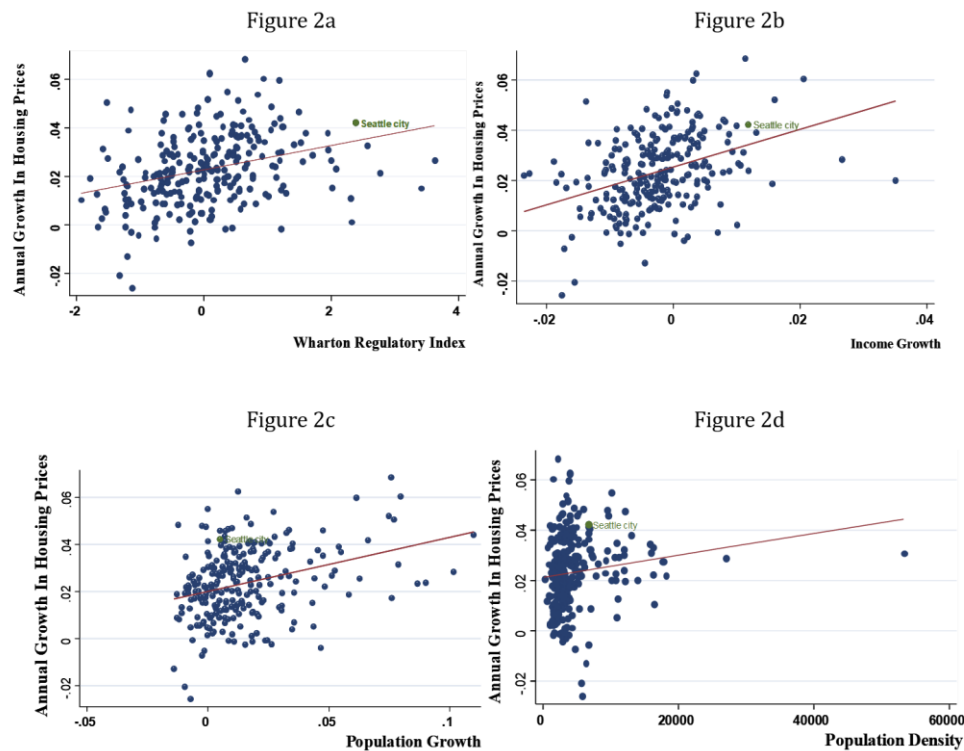 Figure 2a
Annual Growth In Housing Prices
.06
.04
.02
0
-.02
Seattle city
-2
0
2
4
Wharton Regulatory Index
Figure 2b
Annual Growth In Housing Prices
.06
.04
.02
0
-.02
Seattle city
-.02
0
.02
.04
Income Growth
Figure 2c
Annual Growth In Housing Prices
.06
.04
.02
0
-.02
Seattle city
-.05
0
.05
.1
Population Growth
Figure 2d
Annual Growth In Housing Prices
.06
.04
.02
0
-.02
Seattle city
0
20000
40000
60000
Population Density